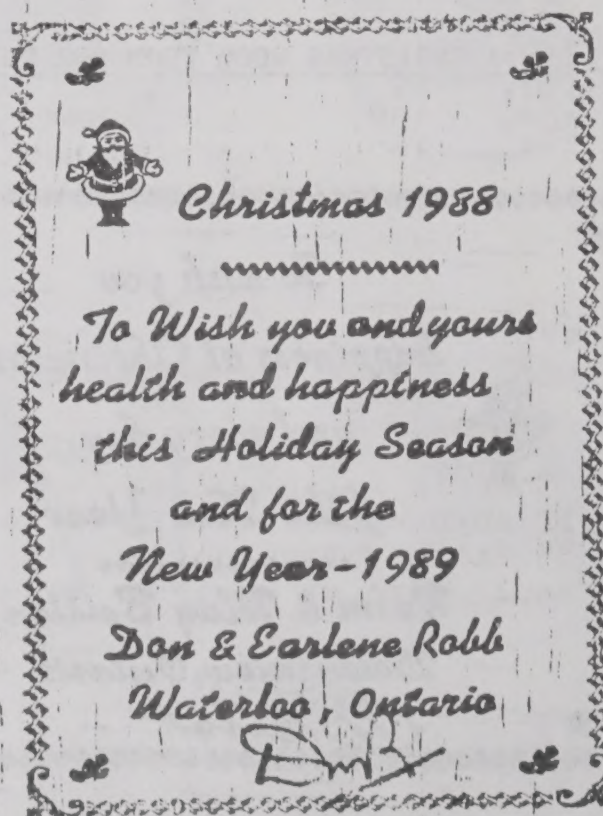 Christmas 1988
To Wish you and yours
health and happiness
this Holiday Season
and for the
New Year-1989
Don & Earlene Robb
Waterloo, Ontario